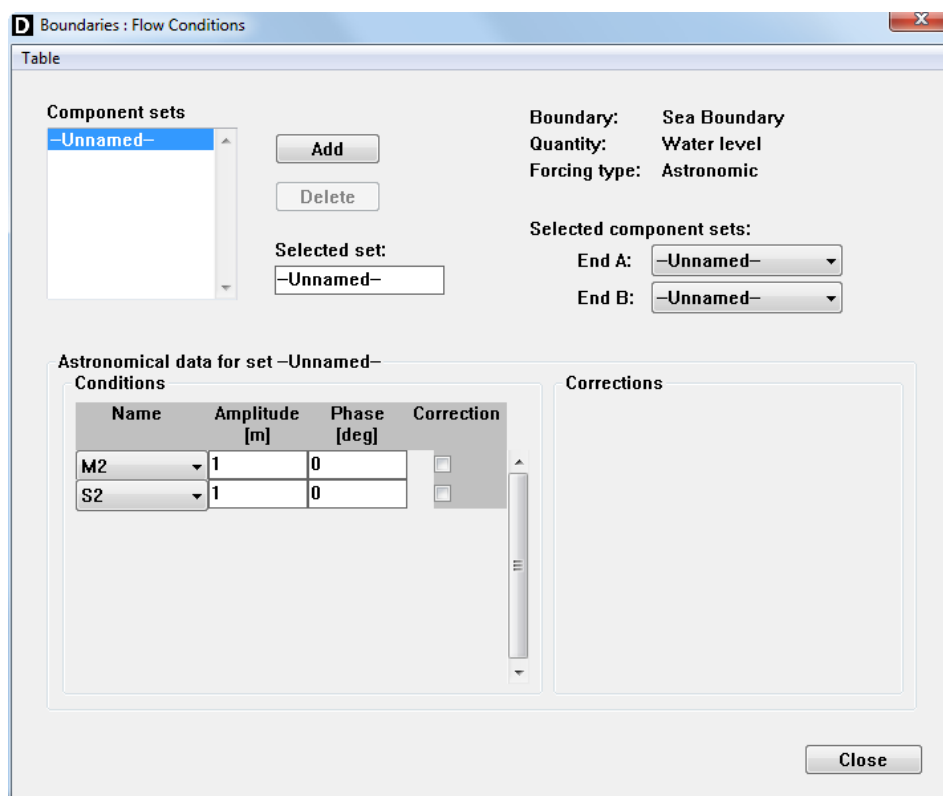 D Boundaries : Flow Conditions
Table
Component sets
–Unnamed–
Add
Delete
Selected set:
–Unnamed–
Boundary: Sea Boundary
Quantity: Water level
Forcing type: Astronomic
Selected component sets:
End A: –Unnamed–
End B: –Unnamed–
Astronomical data for set –Unnamed–
Conditions
Name Amplitude [m] Phase [deg] Correction
M2 1 0
S2 1 0
Corrections
Close